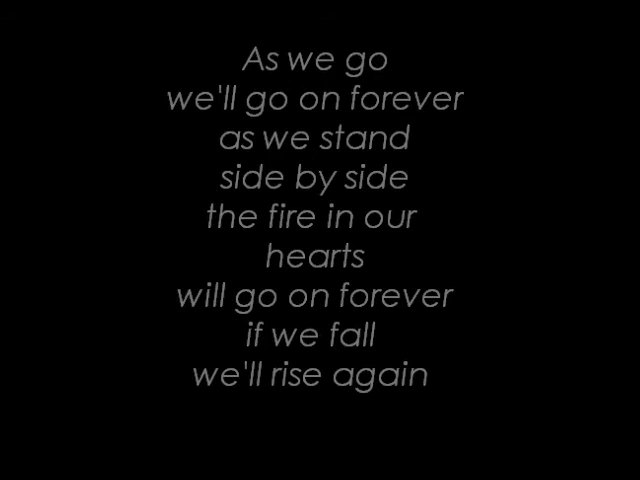 As we go
we'll go on forever
as we stand
side by side
the fire in our
hearts
will go on forever
if we fall
we'll rise again